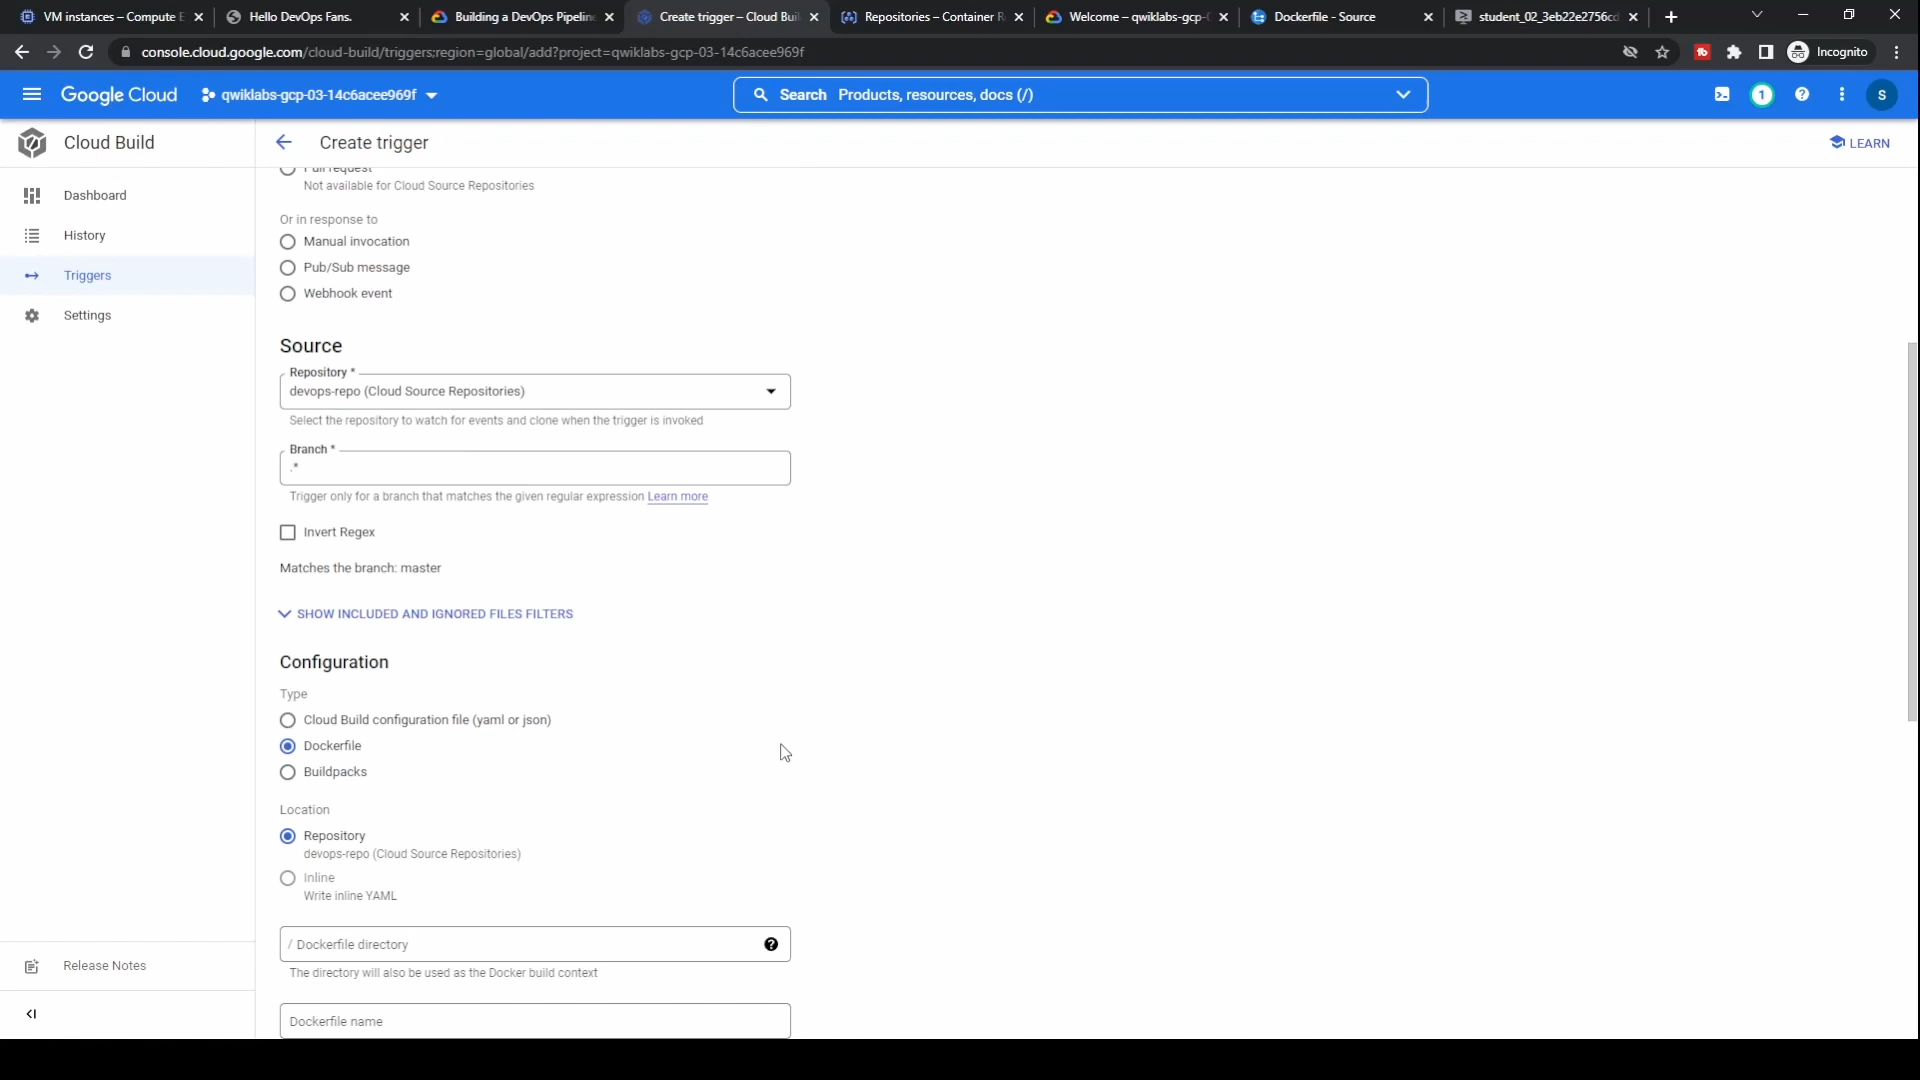 VM instances – Compute E
Hello DevOps Fans.
Building a DevOps Pipeline
Create trigger – Cloud Buil
Repositories – Container R
Welcome – qwiklabs-gcp-0
Dockerfile - Source
student_02_3eb22e2756cd
console.cloud.google.com/cloud-build/triggers;region=global/add?project=qwiklabs-gcp-03-14c6acee969f
Incognito
Google Cloud
qwiklabs-gcp-03-14c6acee969f
Search Products, resources, docs (/)
1
S
Cloud Build
Create trigger
LEARN
Dashboard
History
Triggers
Settings
Release Notes
Pull request
Not available for Cloud Source Repositories
Or in response to
Manual invocation
Pub/Sub message
Webhook event
Source
Repository *
devops-repo (Cloud Source Repositories)
Select the repository to watch for events and clone when the trigger is invoked
Branch *
.*
Trigger only for a branch that matches the given regular expression Learn more
Invert Regex
Matches the branch: master
SHOW INCLUDED AND IGNORED FILES FILTERS
Configuration
Type
Cloud Build configuration file (yaml or json)
Dockerfile
Buildpacks
Location
Repository
devops-repo (Cloud Source Repositories)
Inline
Write inline YAML
/ Dockerfile directory
The directory will also be used as the Docker build context
Dockerfile name